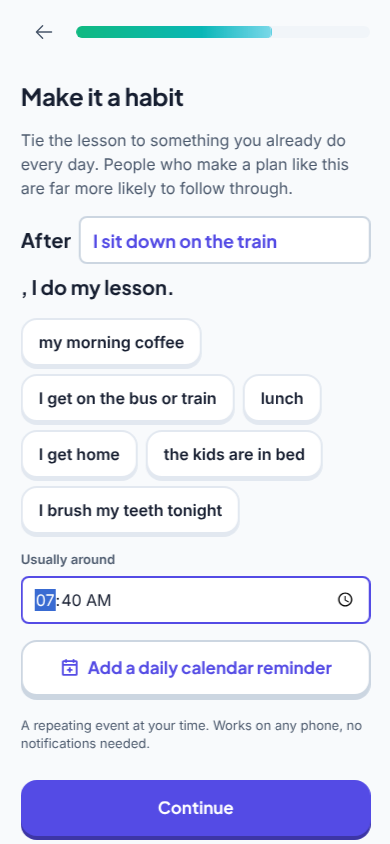 Make it a habit
Tie the lesson to something you already do
every day. People who make a plan like this
are far more likely to follow through.
After I sit down on the train
, I do my lesson.
my morning coffee
I get on the bus or train lunch
I get home the kids are in bed
I brush my teeth tonight
Usually around
07:40 AM
Add a daily calendar reminder
A repeating event at your time. Works on any phone, no
notifications needed.
Continue